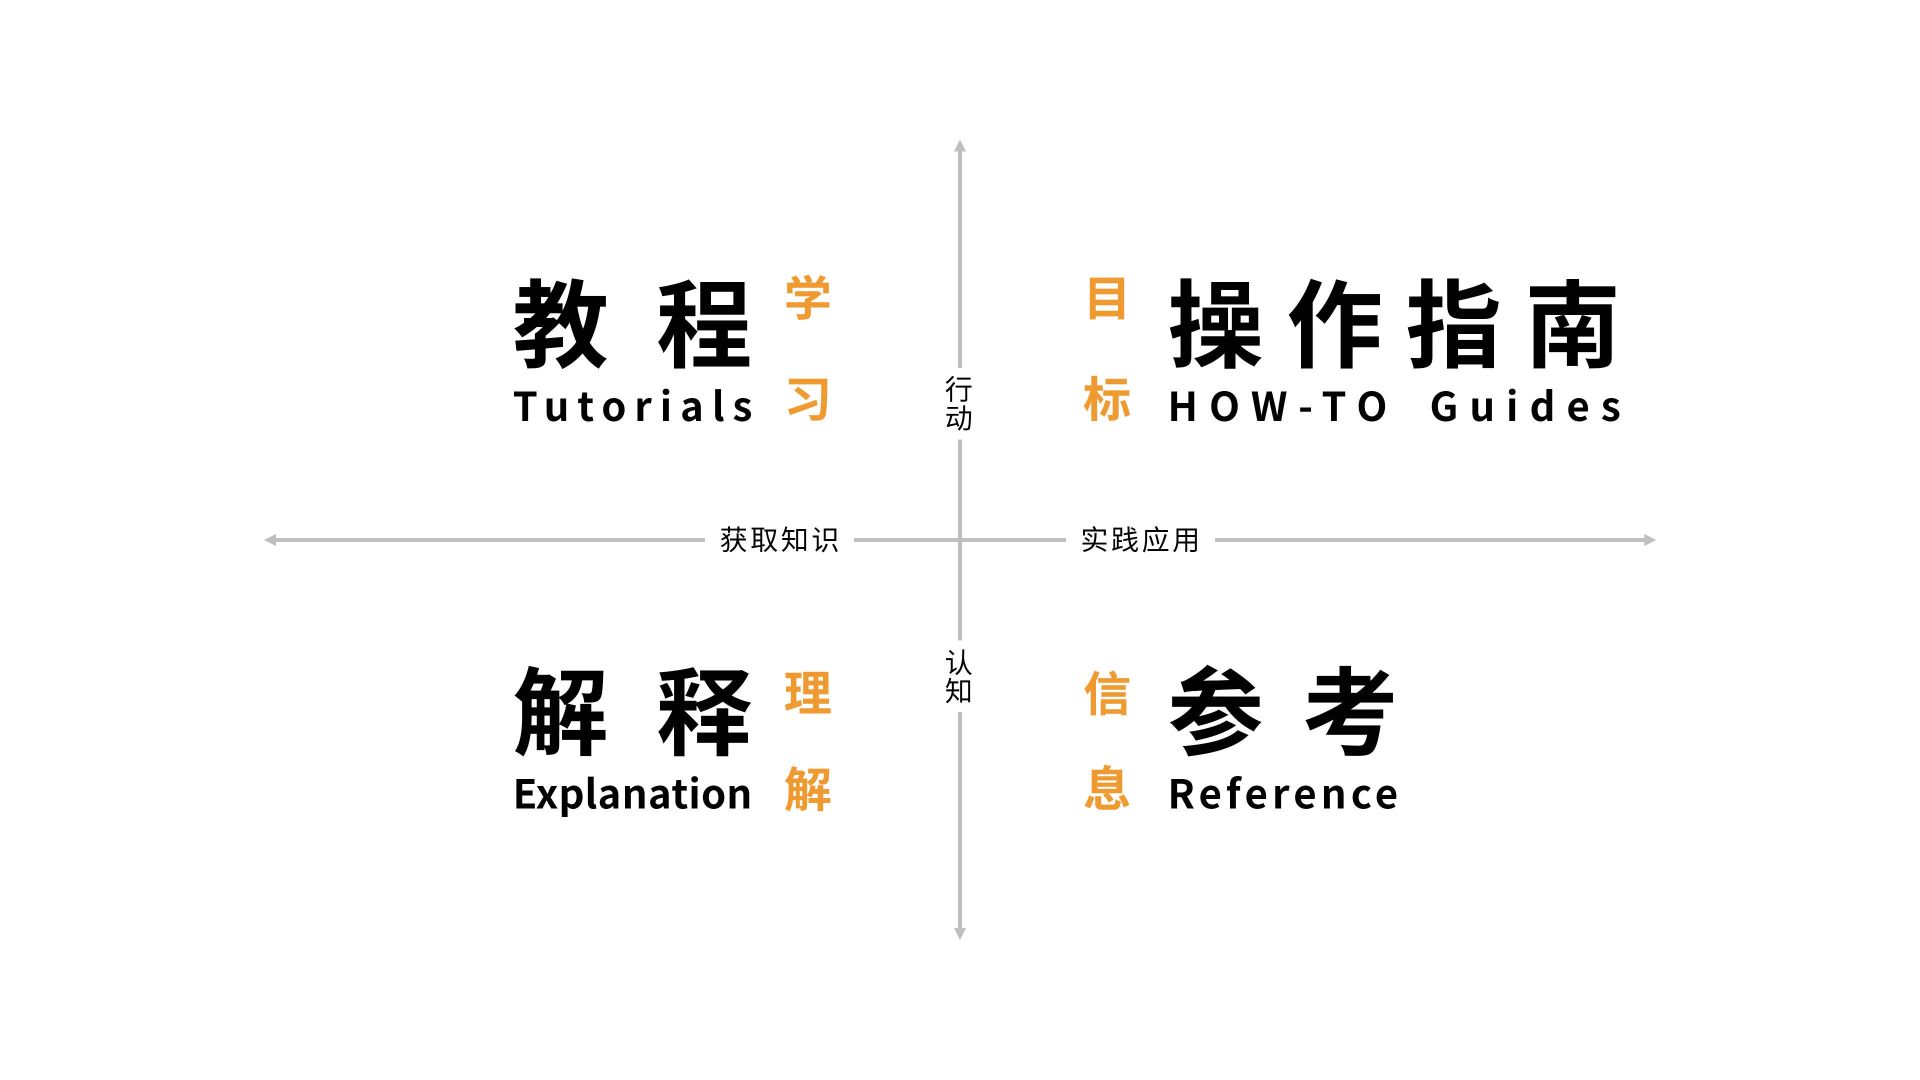 教程
Tutorials
学习
目标
操作指南
HOW-TO Guides
行动
获取知识
实践应用
认知
解释
Explanation
理解
信息
参考
Reference